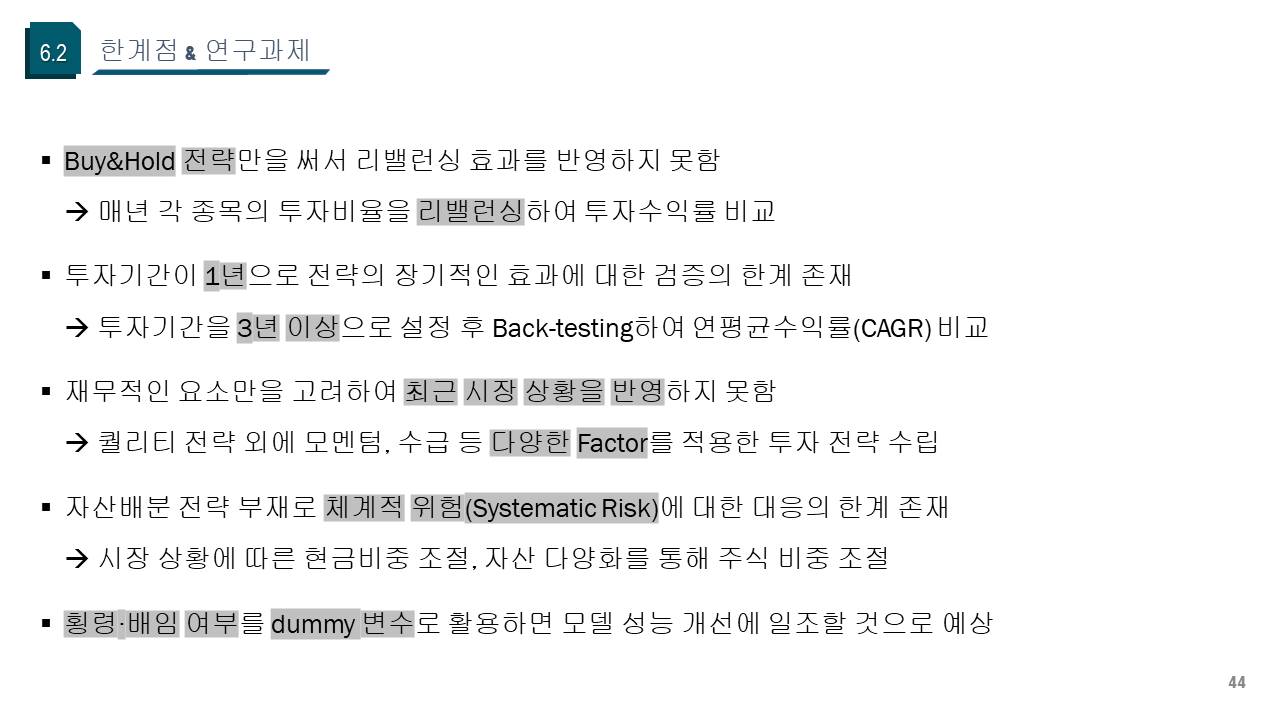 6.2
한계점 & 연구과제
▪ Buy&Hold 전략만을 써서 리밸런싱 효과를 반영하지 못함
→ 매년 각 종목의 투자비율을 리밸런싱하여 투자수익률 비교
▪ 투자기간이 1년으로 전략의 장기적인 효과에 대한 검증의 한계 존재
→ 투자기간을 3년 이상으로 설정 후 Back-testing하여 연평균수익률(CAGR) 비교
▪ 재무적인 요소만을 고려하여 최근 시장 상황을 반영하지 못함
→ 퀄리티 전략 외에 모멘텀, 수급 등 다양한 Factor를 적용한 투자 전략 수립
▪ 자산배분 전략 부재로 체계적 위험(Systematic Risk)에 대한 대응의 한계 존재
→ 시장 상황에 따른 현금비중 조절, 자산 다양화를 통해 주식 비중 조절
▪ 횡령·배임 여부를 dummy 변수로 활용하면 모델 성능 개선에 일조할 것으로 예상
44